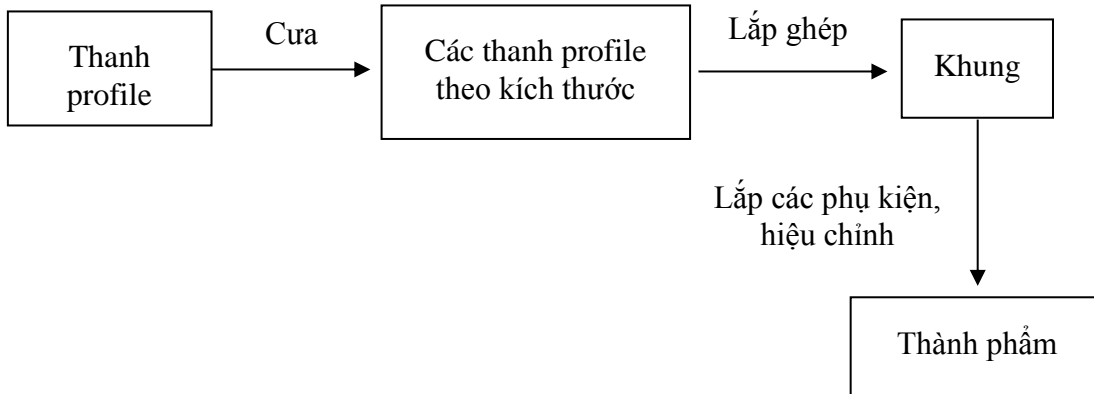 Thanh
profile
Cưa
Các thanh profile
theo kích thước
Lắp ghép
Khung
Lắp các phụ kiện,
hiệu chỉnh
Thành phẩm